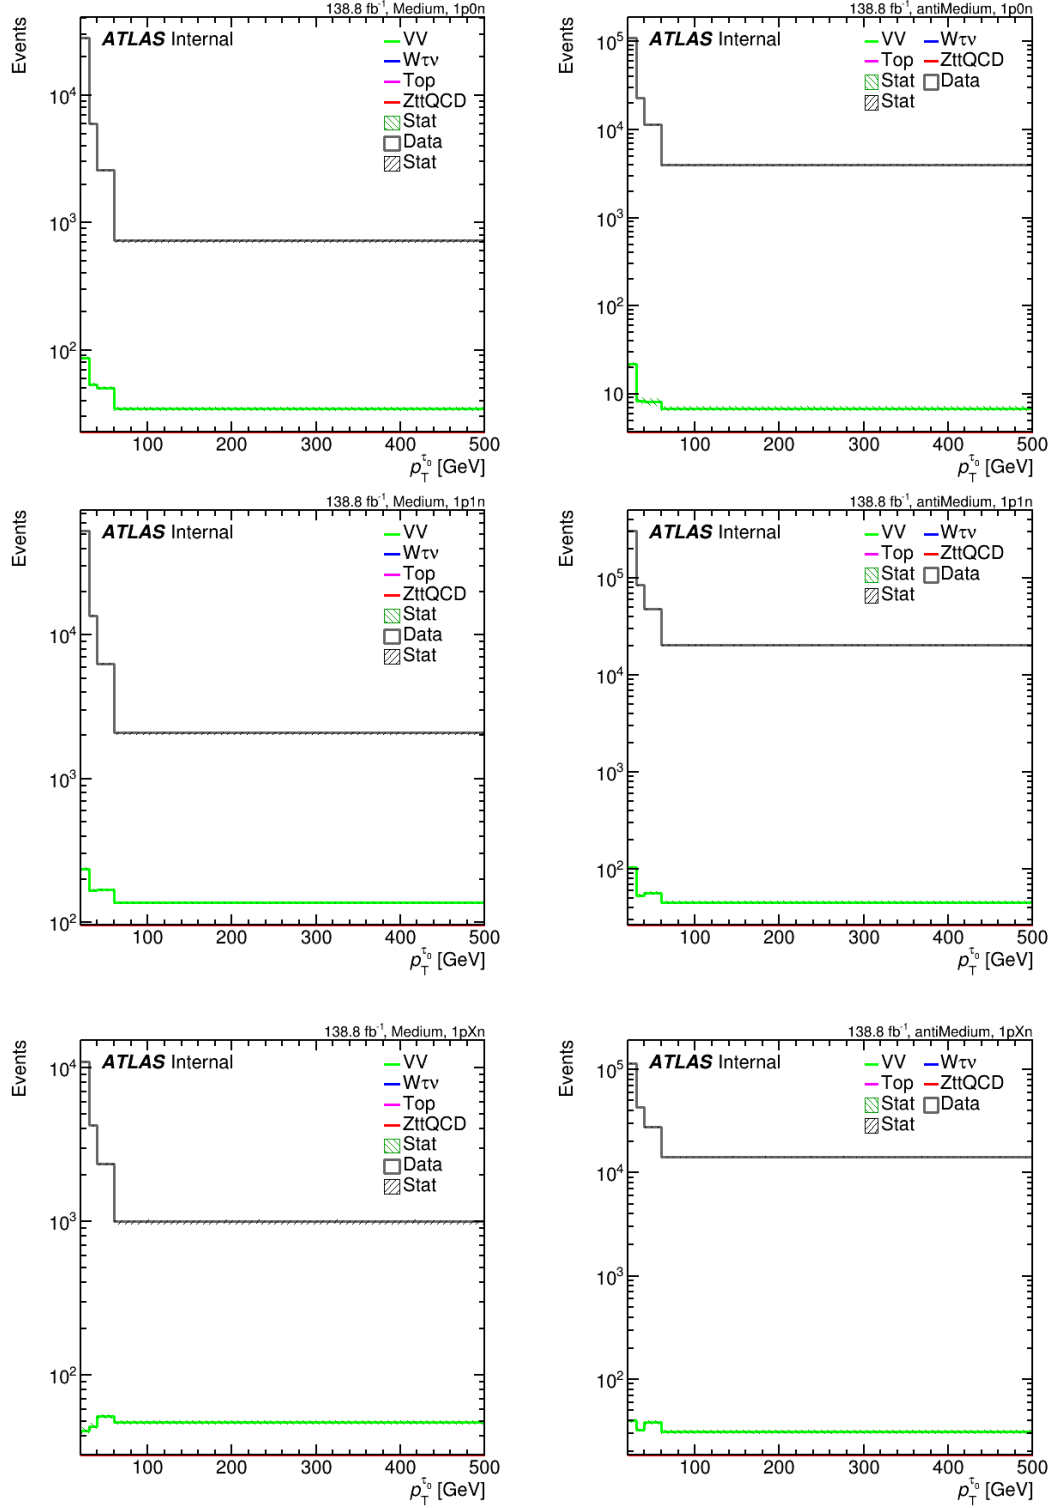 138.8 fb-1, Medium, 1p0n
Events
ATLAS Internal
VV
Wτν
Top
ZttQCD
Stat
Data
Stat
10^4
10^3
10^2
100 200 300 400 500
p_T^τ0 [GeV]
138.8 fb-1, antiMedium, 1p0n
Events
ATLAS Internal
VV Wτν
Top ZttQCD
Stat Data
Stat
10^5
10^4
10^3
10^2
10
100 200 300 400 500
p_T^τ0 [GeV]
138.8 fb-1, Medium, 1p1n
Events
ATLAS Internal
VV
Wτν
Top
ZttQCD
Stat
Data
Stat
10^4
10^3
10^2
100 200 300 400 500
p_T^τ0 [GeV]
138.8 fb-1, antiMedium, 1p1n
Events
ATLAS Internal
VV Wτν
Top ZttQCD
Stat Data
Stat
10^5
10^4
10^3
10^2
100 200 300 400 500
p_T^τ0 [GeV]
138.8 fb-1, Medium, 1pXn
Events
ATLAS Internal
VV
Wτν
Top
ZttQCD
Stat
Data
Stat
10^4
10^3
10^2
100 200 300 400 500
p_T^τ0 [GeV]
138.8 fb-1, antiMedium, 1pXn
Events
ATLAS Internal
VV Wτν
Top ZttQCD
Stat Data
Stat
10^5
10^4
10^3
10^2
100 200 300 400 500
p_T^τ0 [GeV]